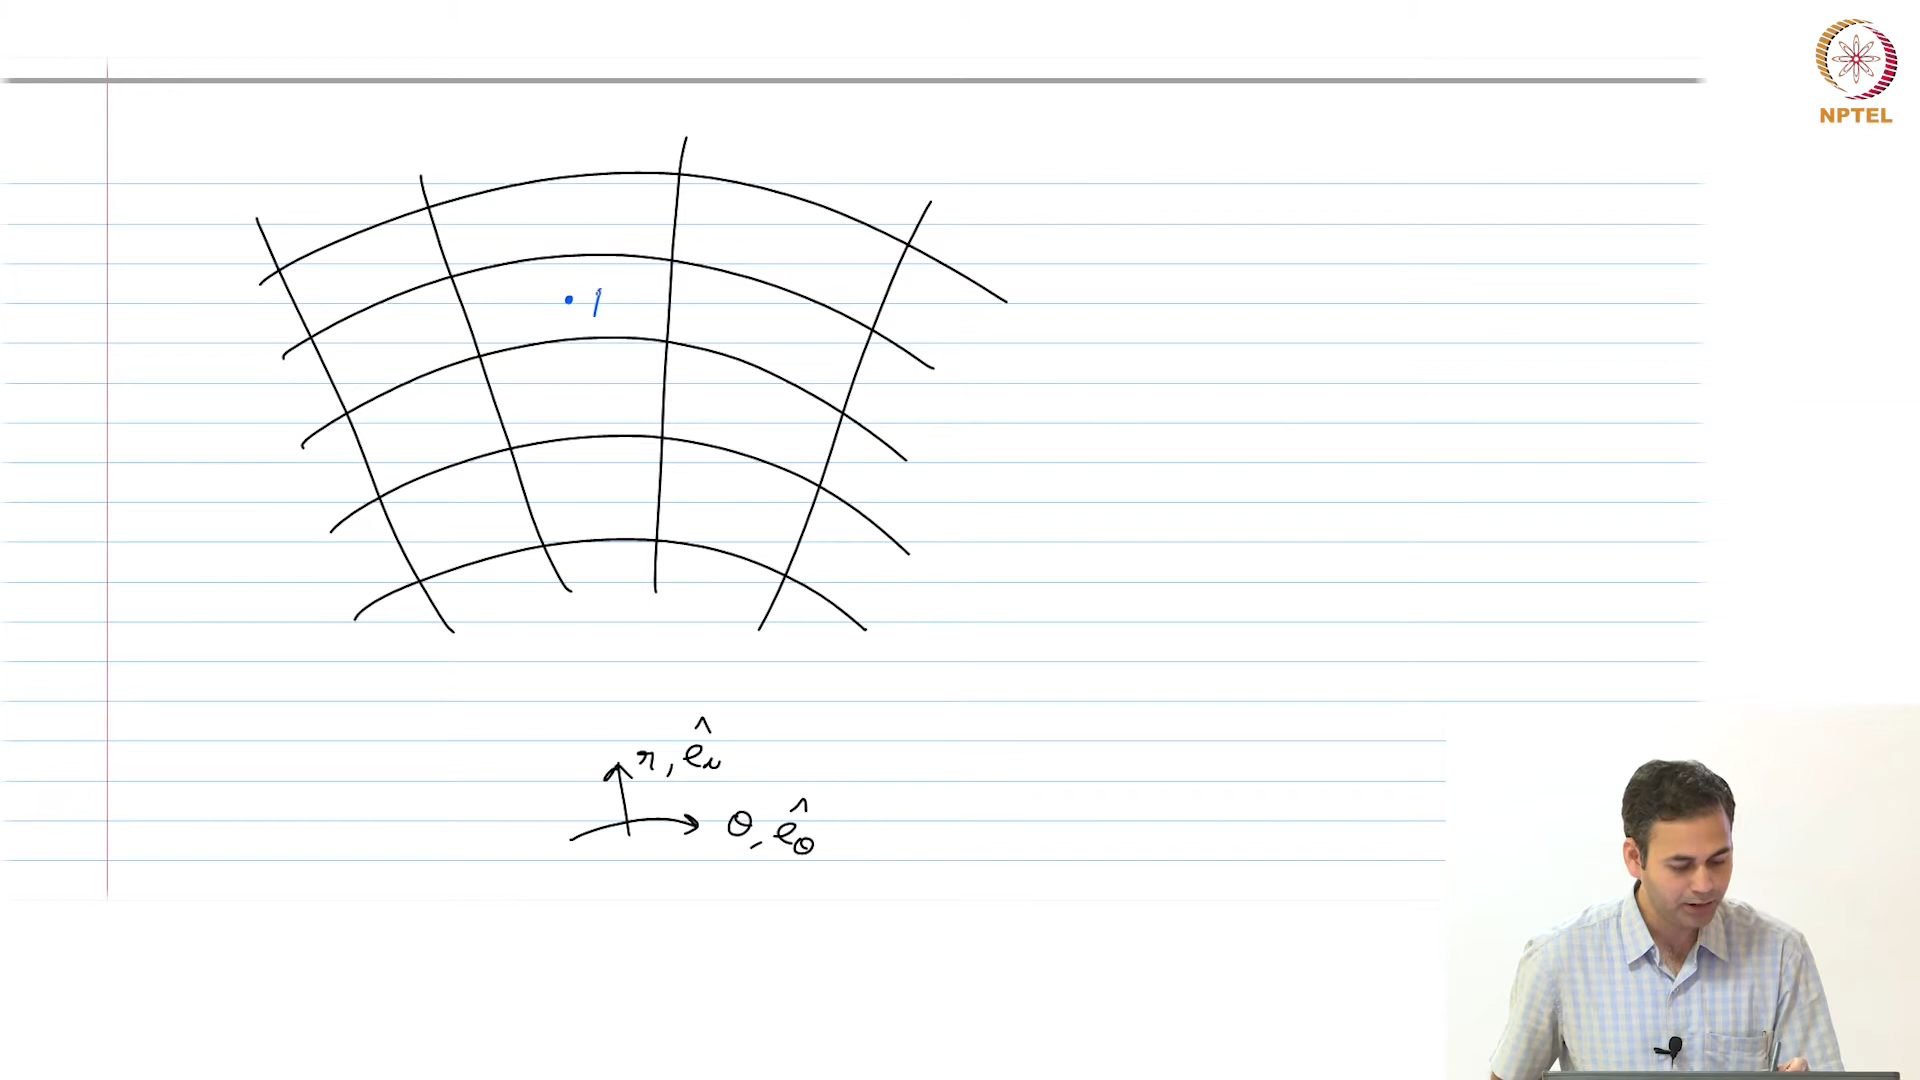 NPTEL
r, ê_r
θ, ê_θ